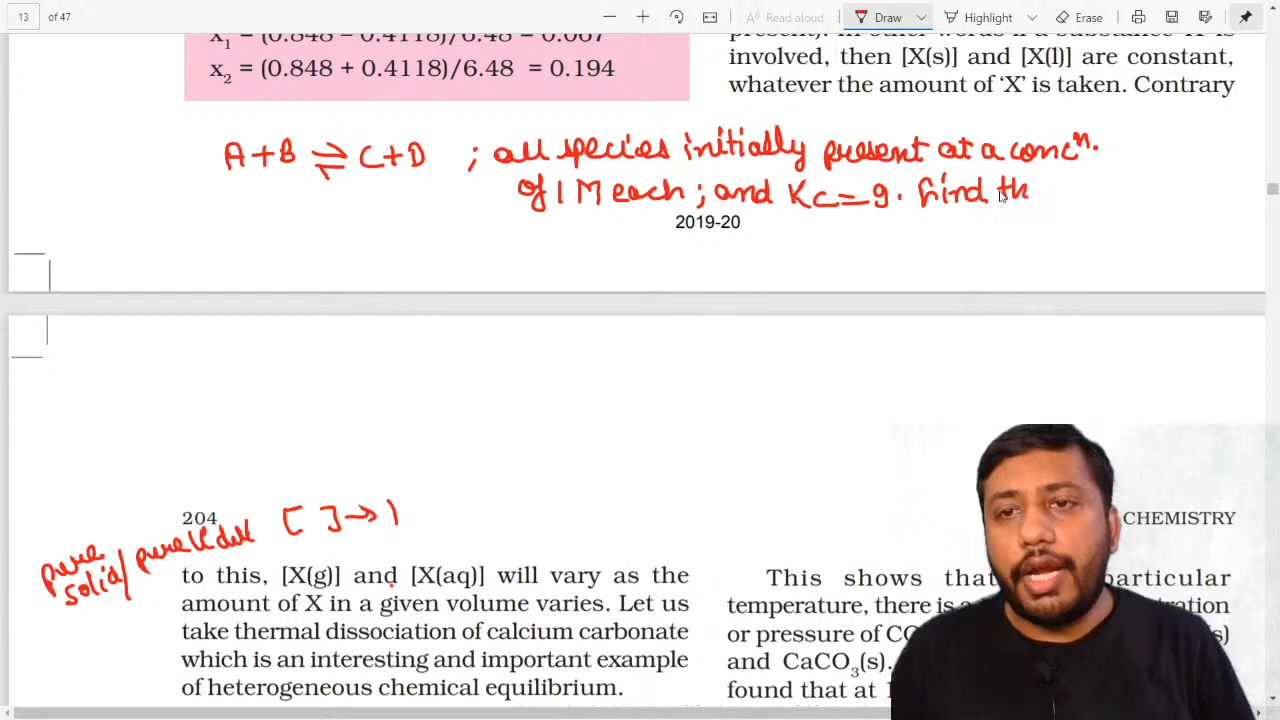 13 of 47 Read aloud Draw Highlight Erase
x1 = (0.848 – 0.4118)/6.48 = 0.067
x2 = (0.848 + 0.4118)/6.48 = 0.194
present). In other words if a substance 'X' is
involved, then [X(s)] and [X(l)] are constant,
whatever the amount of 'X' is taken. Contrary
A+B ⇌ C+D ; all species initially present at a concn.
of 1 M each ; and Kc = 9. Find th
2019-20
204
pure solid/pure [ ] → 1
CHEMISTRY
to this, [X(g)] and [X(aq)] will vary as the
amount of X in a given volume varies. Let us
take thermal dissociation of calcium carbonate
which is an interesting and important example
of heterogeneous chemical equilibrium.
This shows that particular
temperature, there is a
or pressure of CO
and CaCO3(s).
found that at 1